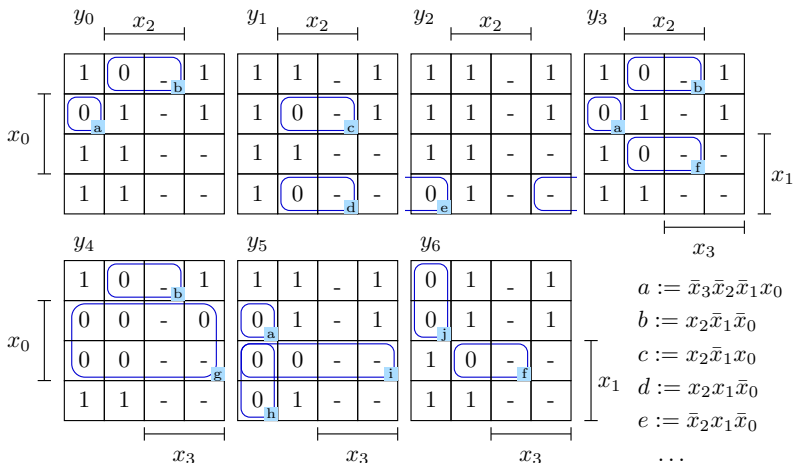 y₀ x₂ y₁ x₂ y₂ x₂ y₃ x₂
1 0 - 1 1 1 - 1 1 1 - 1 1 0 - 1
b b
x₀ 0 1 - 1 1 0 - 1 1 1 - 1 0 1 - 1
a c a
1 1 - - 1 1 - - 1 1 - - 1 0 - - x₁
f
1 1 - - 1 0 - - 0 1 - - 1 1 - -
d e
x₃
y₄ y₅ y₆
1 0 - 1 1 1 - 1 0 1 - 1 a := x̄₃x̄₂x̄₁x₀
b
x₀ 0 0 - 0 0 1 - 1 0 1 - 1 b := x₂x̄₁x̄₀
a j
0 0 - - 0 0 - - 1 0 - - x₁ c := x₂x̄₁x₀
g i f
1 1 - - 0 1 - - 1 1 - - d := x₂x₁x̄₀
h
e := x̄₂x₁x̄₀
x₃ x₃ x₃ ...